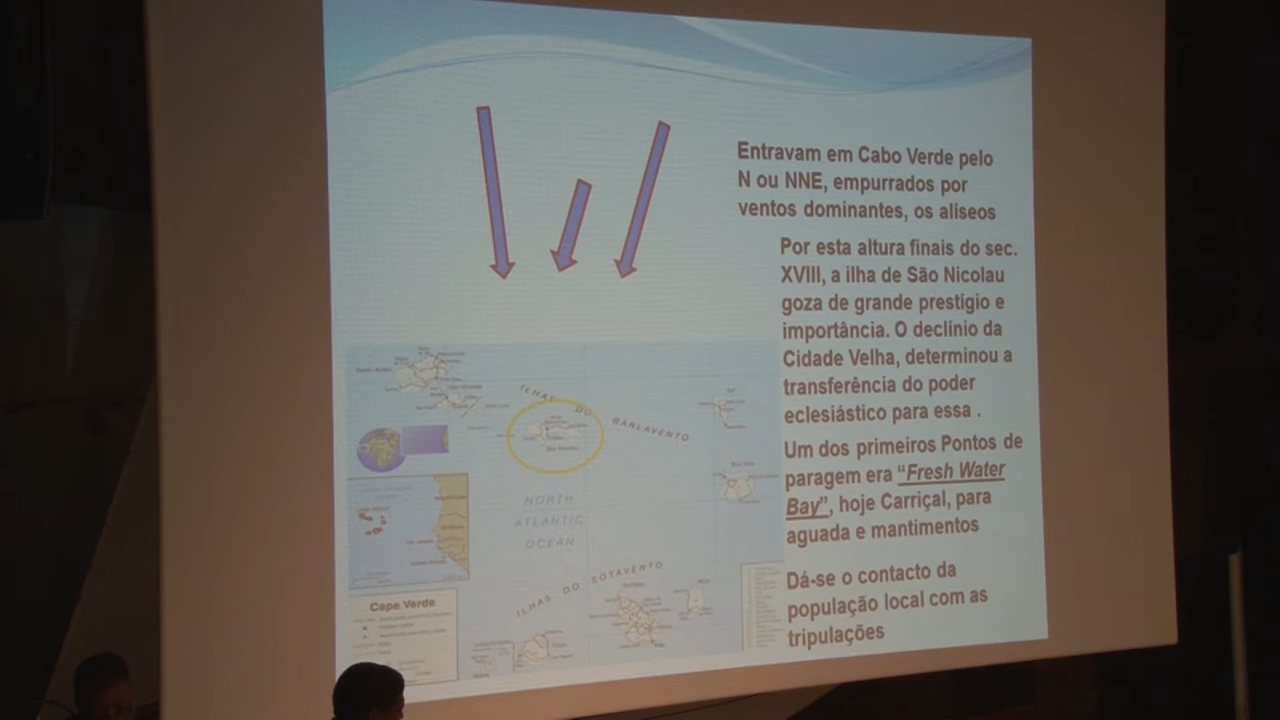 Entravam em Cabo Verde pelo
N ou NNE, empurrados por
ventos dominantes, os aliseos
Por esta altura finais do sec.
XVIII, a ilha de São Nicolau
goza de grande prestígio e
importância. O declínio da
Cidade Velha, determinou a
transferência do poder
eclesiástico para essa .
Um dos primeiros Pontos de
paragem era “Fresh Water
Bay”, hoje Carriçal, para
aguada e mantimentos
Dá-se o contacto da
população local com as
tripulações
ILHAS DO BARLAVENTO
NORTH
ATLANTIC
OCEAN
ILHAS DO SOTAVENTO
Cape Verde